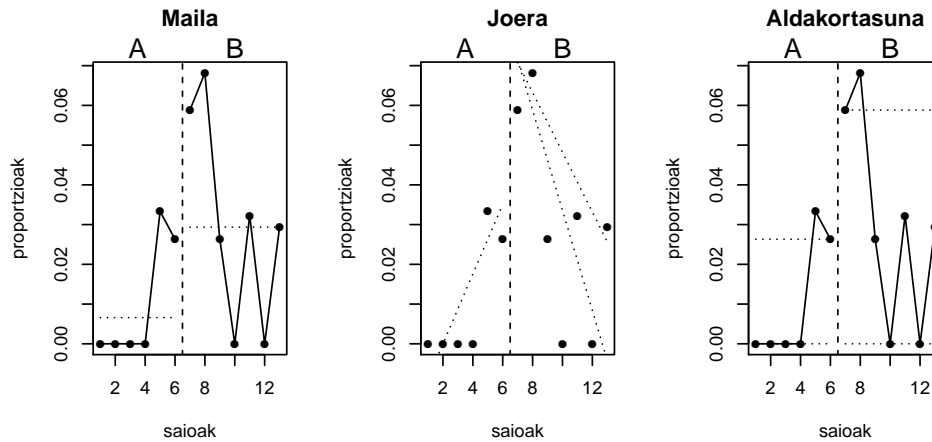 Maila
A B
proportzioak
0.00 0.02 0.04 0.06
2 4 6 8 12
saioak
Joera
A B
proportzioak
0.00 0.02 0.04 0.06
2 4 6 8 12
saioak
Aldakortasuna
A B
proportzioak
0.00 0.02 0.04 0.06
2 4 6 8 12
saioak